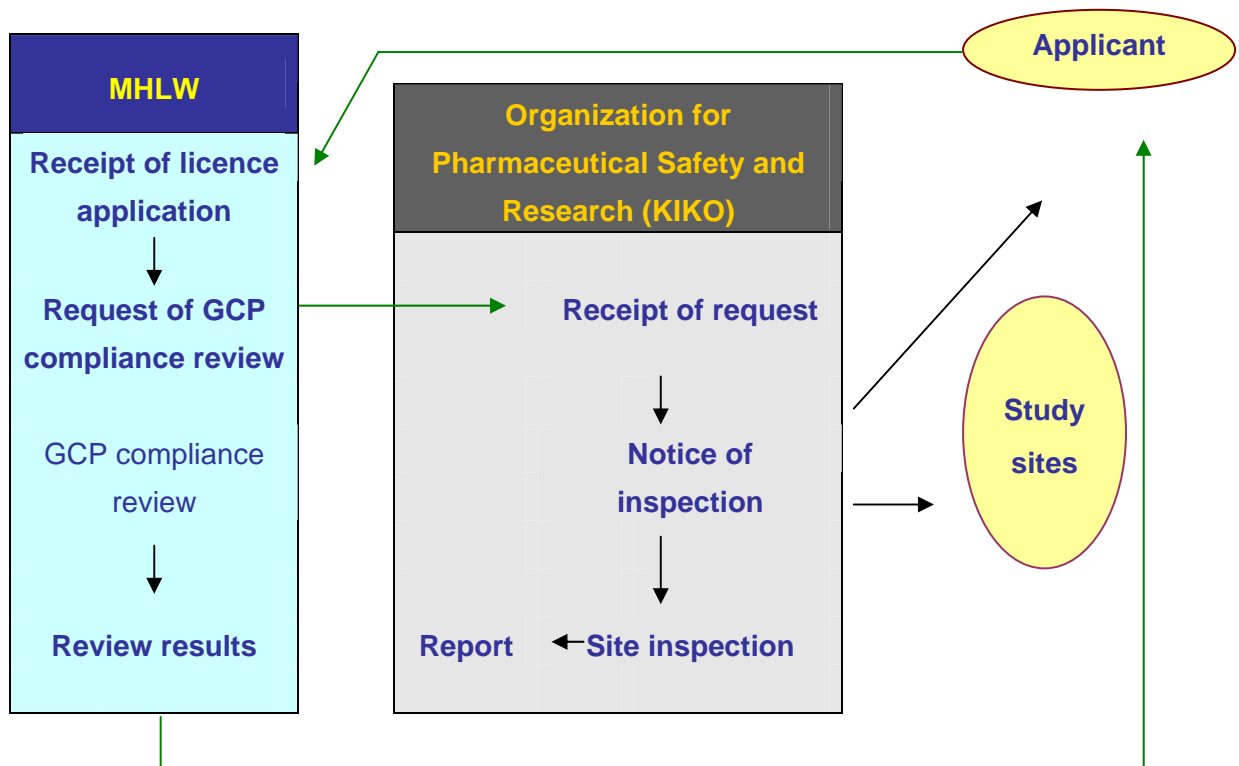 MHLW
Receipt of licence
application
Request of GCP
compliance review
GCP compliance
review
Review results
Organization for
Pharmaceutical Safety and
Research (KIKO)
Receipt of request
Notice of
inspection
Report
Site inspection
Applicant
Study
sites